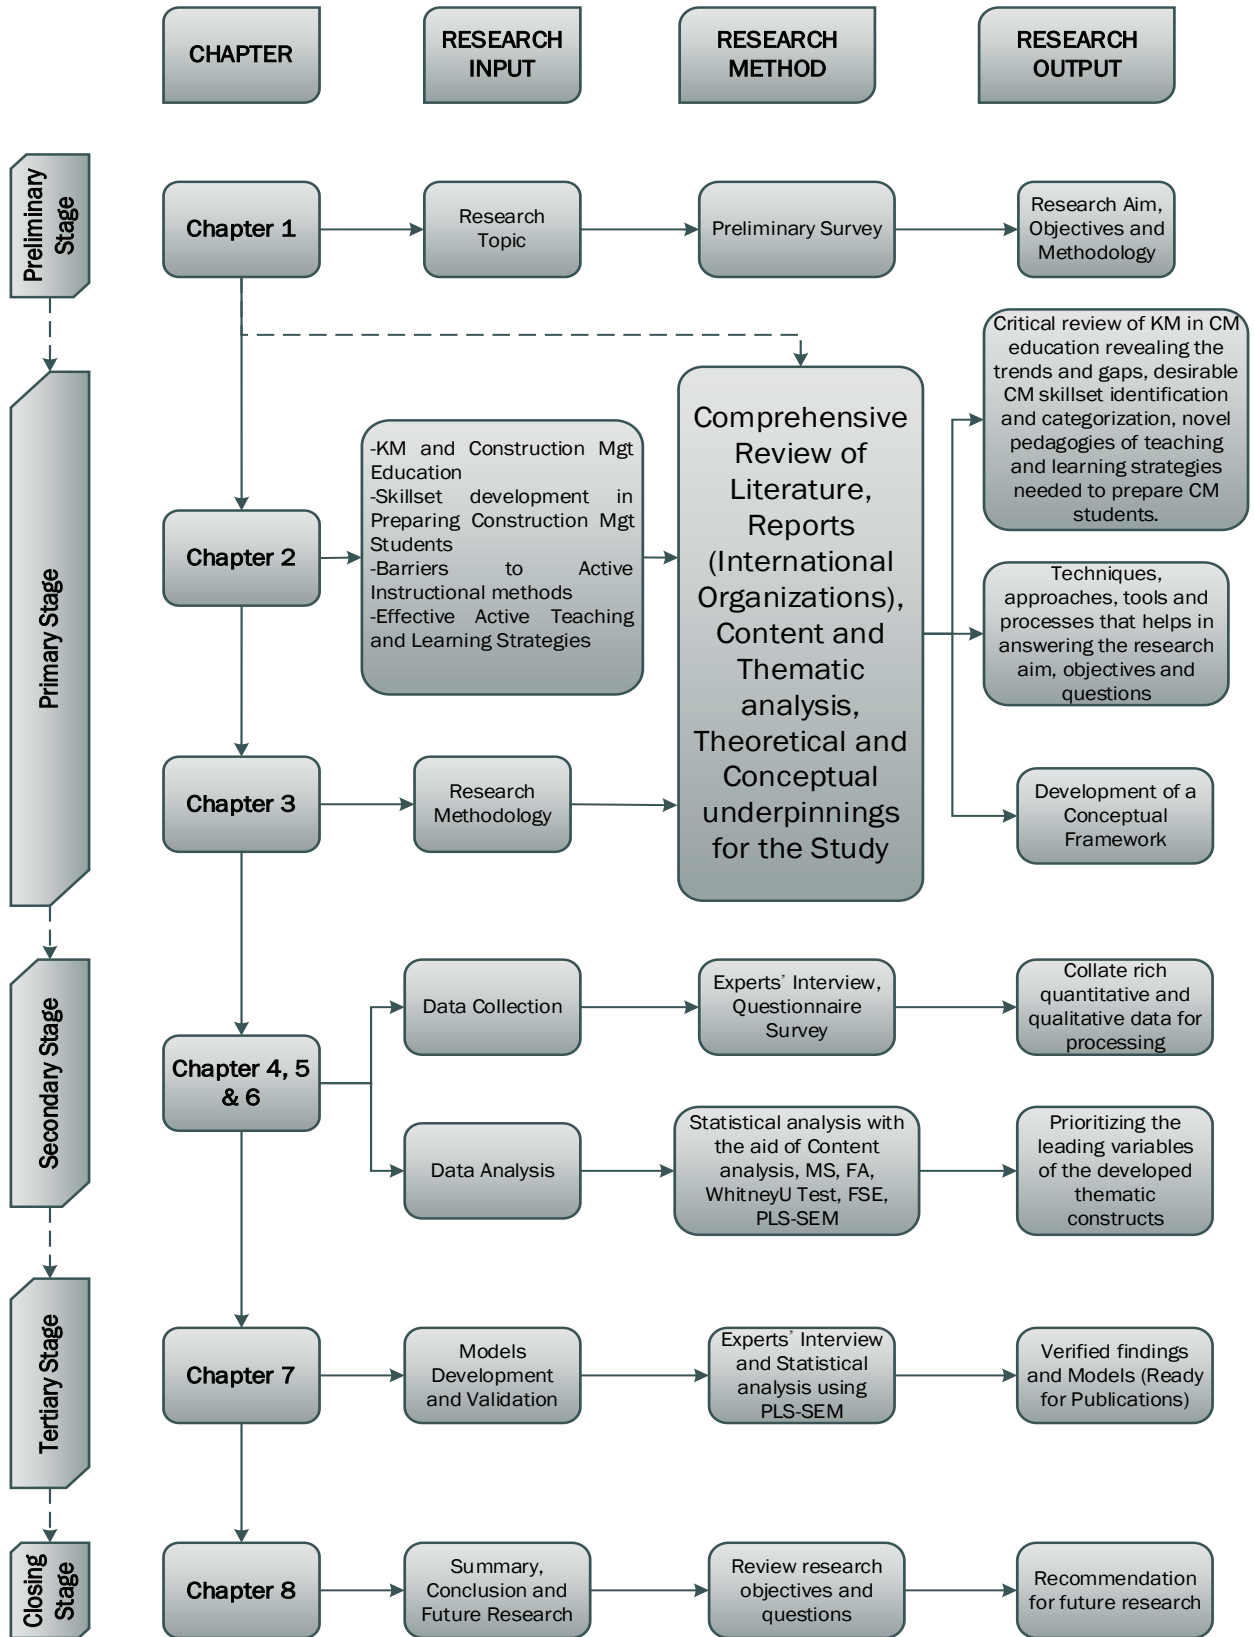 CHAPTER
RESEARCH
INPUT
RESEARCH
METHOD
RESEARCH
OUTPUT
Preliminary
Stage
Chapter 1
Research
Topic
Preliminary Survey
Research Aim,
Objectives and
Methodology
Primary Stage
Chapter 2
-KM and Construction Mgt
Education
-Skillset development in
Preparing Construction Mgt
Students
-Barriers to Active
Instructional methods
-Effective Active Teaching
and Learning Strategies
Comprehensive
Review of
Literature,
Reports
(International
Organizations),
Content and
Thematic
analysis,
Theoretical and
Conceptual
underpinnings
for the Study
Critical review of KM in CM
education revealing the
trends and gaps, desirable
CM skillset identification
and categorization, novel
pedagogies of teaching
and learning strategies
needed to prepare CM
students.
Techniques,
approaches, tools and
processes that helps in
answering the research
aim, objectives and
questions
Chapter 3
Research
Methodology
Development of a
Conceptual
Framework
Secondary Stage
Chapter 4, 5
& 6
Data Collection
Experts' Interview,
Questionnaire
Survey
Collate rich
quantitative and
qualitative data for
processing
Data Analysis
Statistical analysis with
the aid of Content
analysis, MS, FA,
WhitneyU Test, FSE,
PLS-SEM
Prioritizing the
leading variables
of the developed
thematic
constructs
Tertiary Stage
Chapter 7
Models
Development
and Validation
Experts' Interview
and Statistical
analysis using
PLS-SEM
Verified findings
and Models (Ready
for Publications)
Closing
Stage
Chapter 8
Summary,
Conclusion and
Future Research
Review research
objectives and
questions
Recommendation
for future research